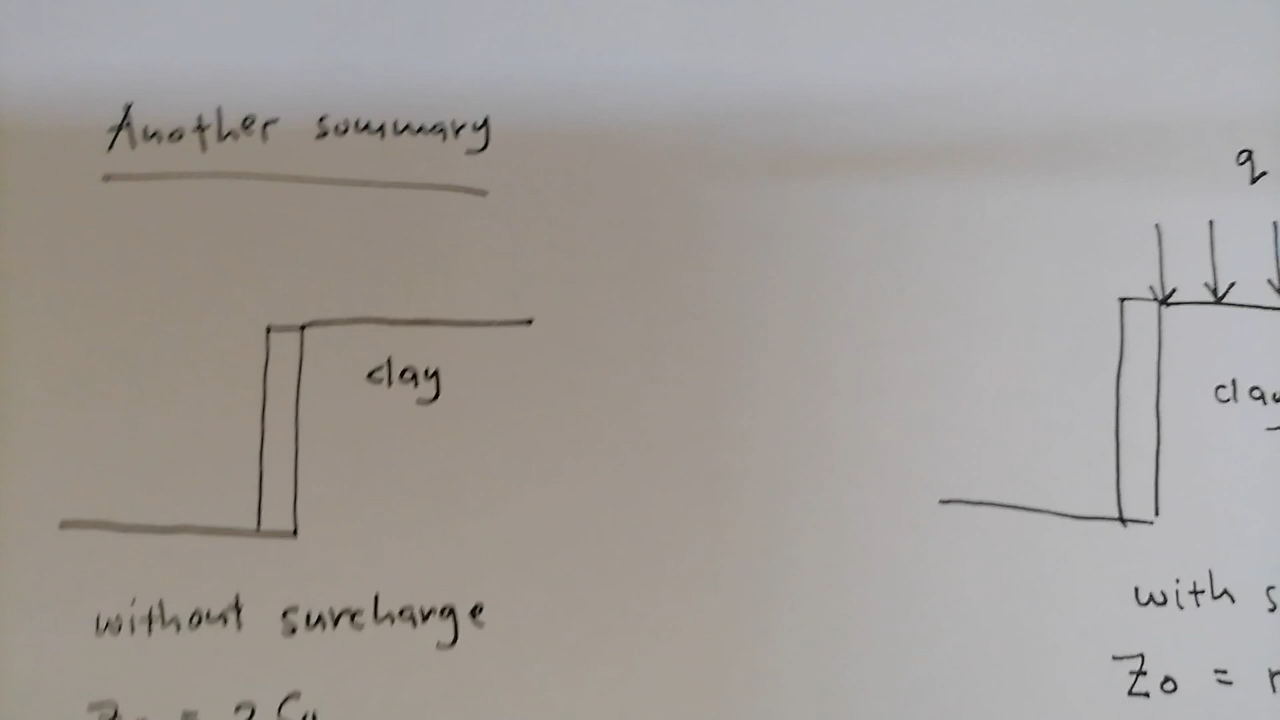 Another summary
q
clay
without surcharge
with
Zo =